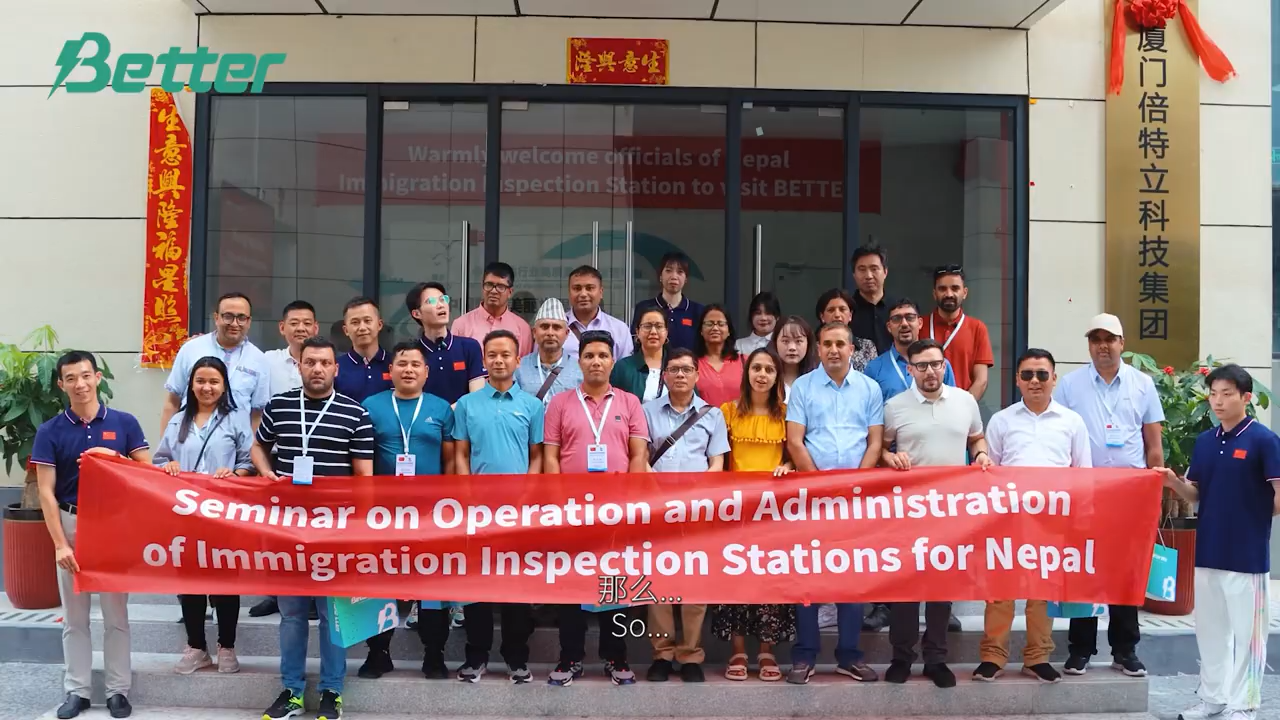 Better
隆興意生
生意興隆福星照
厦门倍特立科技集团
Warmly welcome officials of Nepal
Immigration Inspection Station to visit BETTE
Seminar on Operation and Administration
of Immigration Inspection Stations for Nepal
那么...
So...